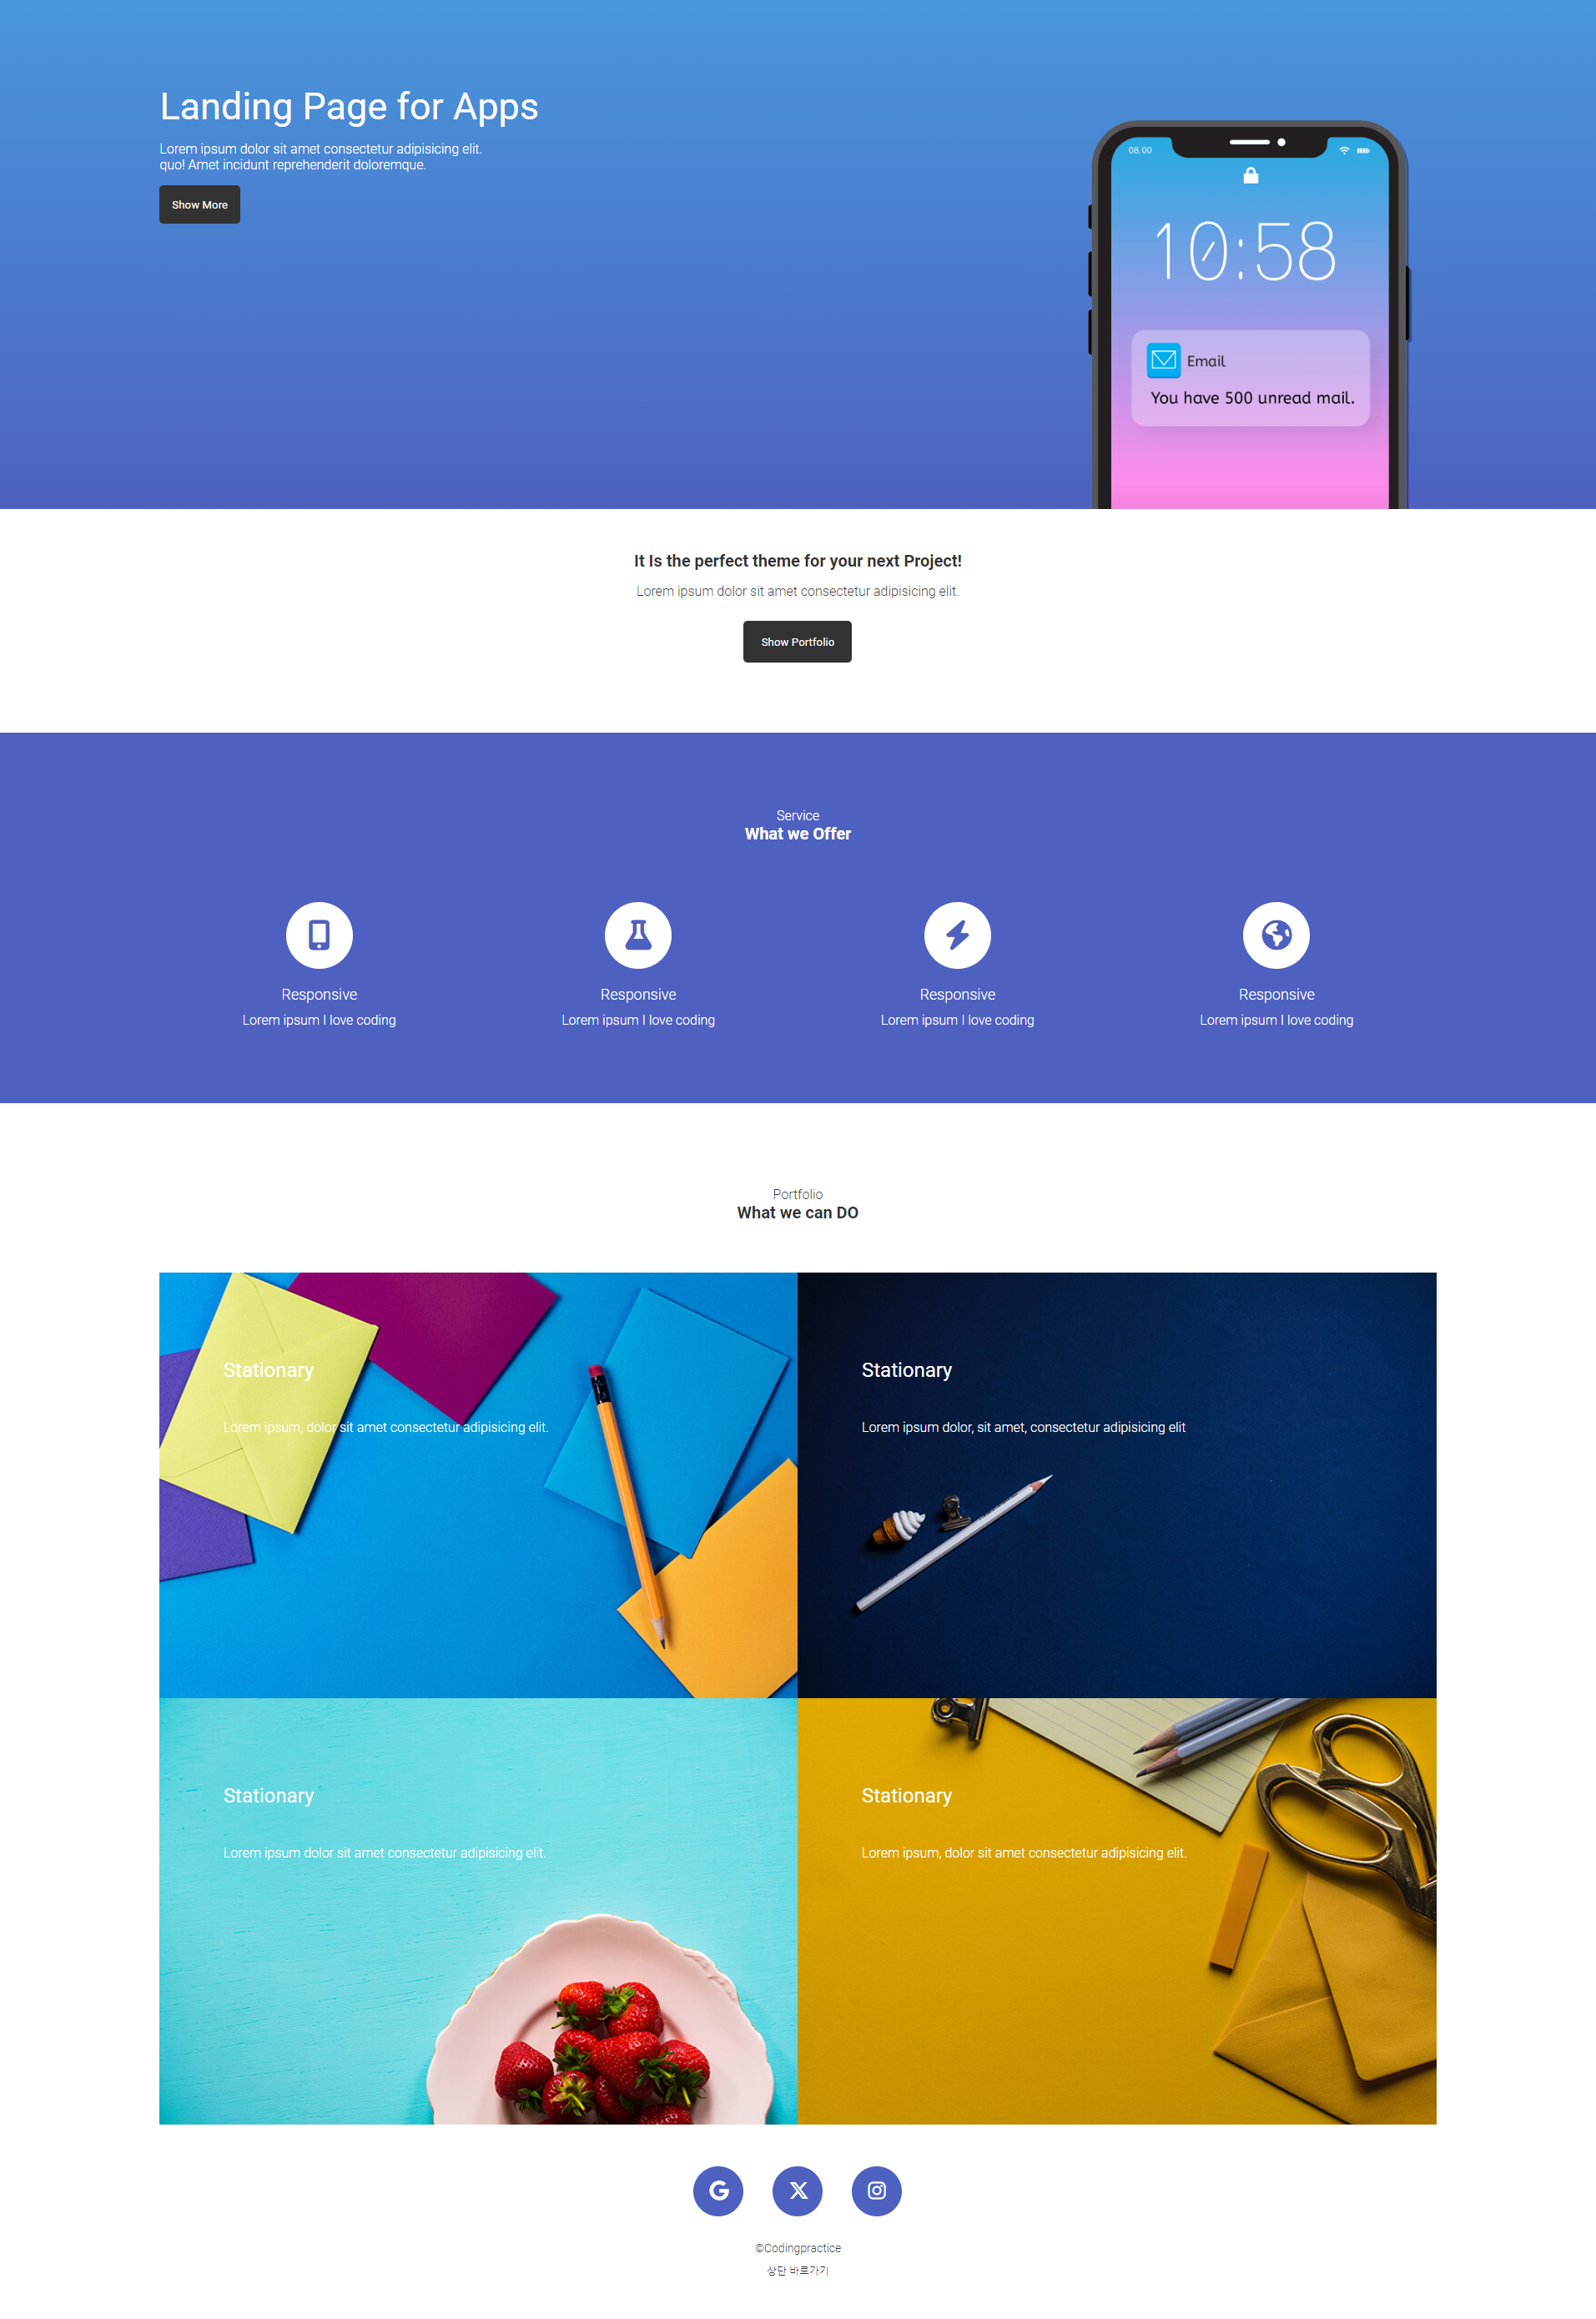 Landing Page for Apps
Lorem ipsum dolor sit amet consectetur adipisicing elit.
quo! Amet incidunt reprehenderit doloremque.
Show More
08.00
10:58
Email
You have 500 unread mail.
It Is the perfect theme for your next Project!
Lorem ipsum dolor sit amet consectetur adipisicing elit.
Show Portfolio
Service
What we Offer
Responsive
Lorem ipsum I love coding
Responsive
Lorem ipsum I love coding
Responsive
Lorem ipsum I love coding
Responsive
Lorem ipsum I love coding
Portfolio
What we can DO
Stationary
Lorem ipsum, dolor sit amet consectetur adipisicing elit.
Stationary
Lorem ipsum dolor, sit amet, consectetur adipisicing elit
Stationary
Lorem ipsum dolor sit amet consectetur adipisicing elit.
Stationary
Lorem ipsum, dolor sit amet consectetur adipisicing elit.
©Codingpractice
상단 바로가기